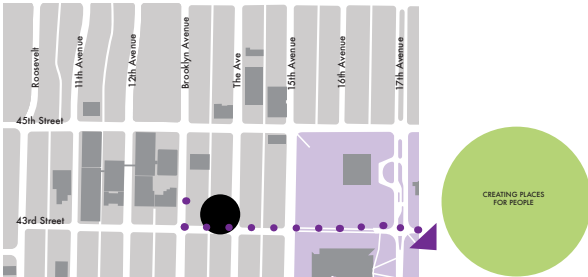 Roosevelt
11th Avenue
12th Avenue
Brooklyn Avenue
The Ave
15th Avenue
16th Avenue
17th Avenue
45th Street
43rd Street
CREATING PLACES
FOR PEOPLE